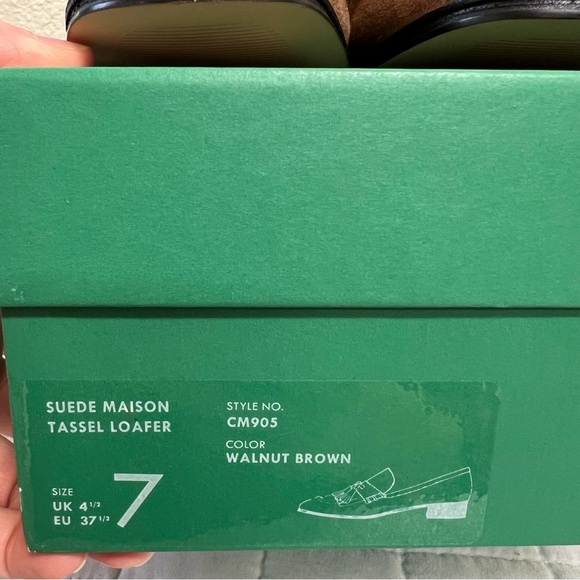 SUEDE MAISON
TASSEL LOAFER
STYLE NO.
CM905
COLOR
WALNUT BROWN
SIZE
UK 4 1/2
EU 37 1/2
7